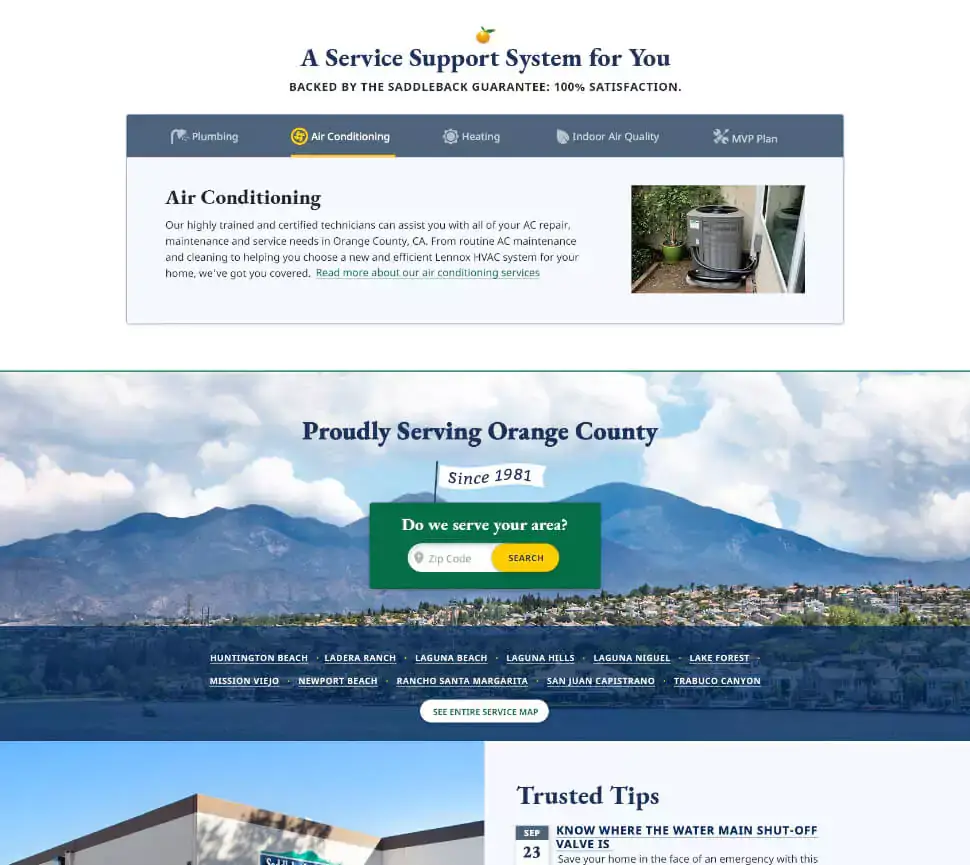 A Service Support System for You
BACKED BY THE SADDLEBACK GUARANTEE: 100% SATISFACTION.
Plumbing Air Conditioning Heating Indoor Air Quality MVP Plan
Air Conditioning
Our highly trained and certified technicians can assist you with all of your AC repair,
maintenance and service needs in Orange County, CA. From routine AC maintenance
and cleaning to helping you choose a new and efficient Lennox HVAC system for your
home, we've got you covered. Read more about our air conditioning services
Proudly Serving Orange County
Since 1981
Do we serve your area?
Zip Code SEARCH
HUNTINGTON BEACH · LADERA RANCH · LAGUNA BEACH · LAGUNA HILLS · LAGUNA NIGUEL · LAKE FOREST ·
MISSION VIEJO · NEWPORT BEACH · RANCHO SANTA MARGARITA · SAN JUAN CAPISTRANO · TRABUCO CANYON
SEE ENTIRE SERVICE MAP
Trusted Tips
SEP
23
KNOW WHERE THE WATER MAIN SHUT-OFF
VALVE IS
Save your home in the face of an emergency with this